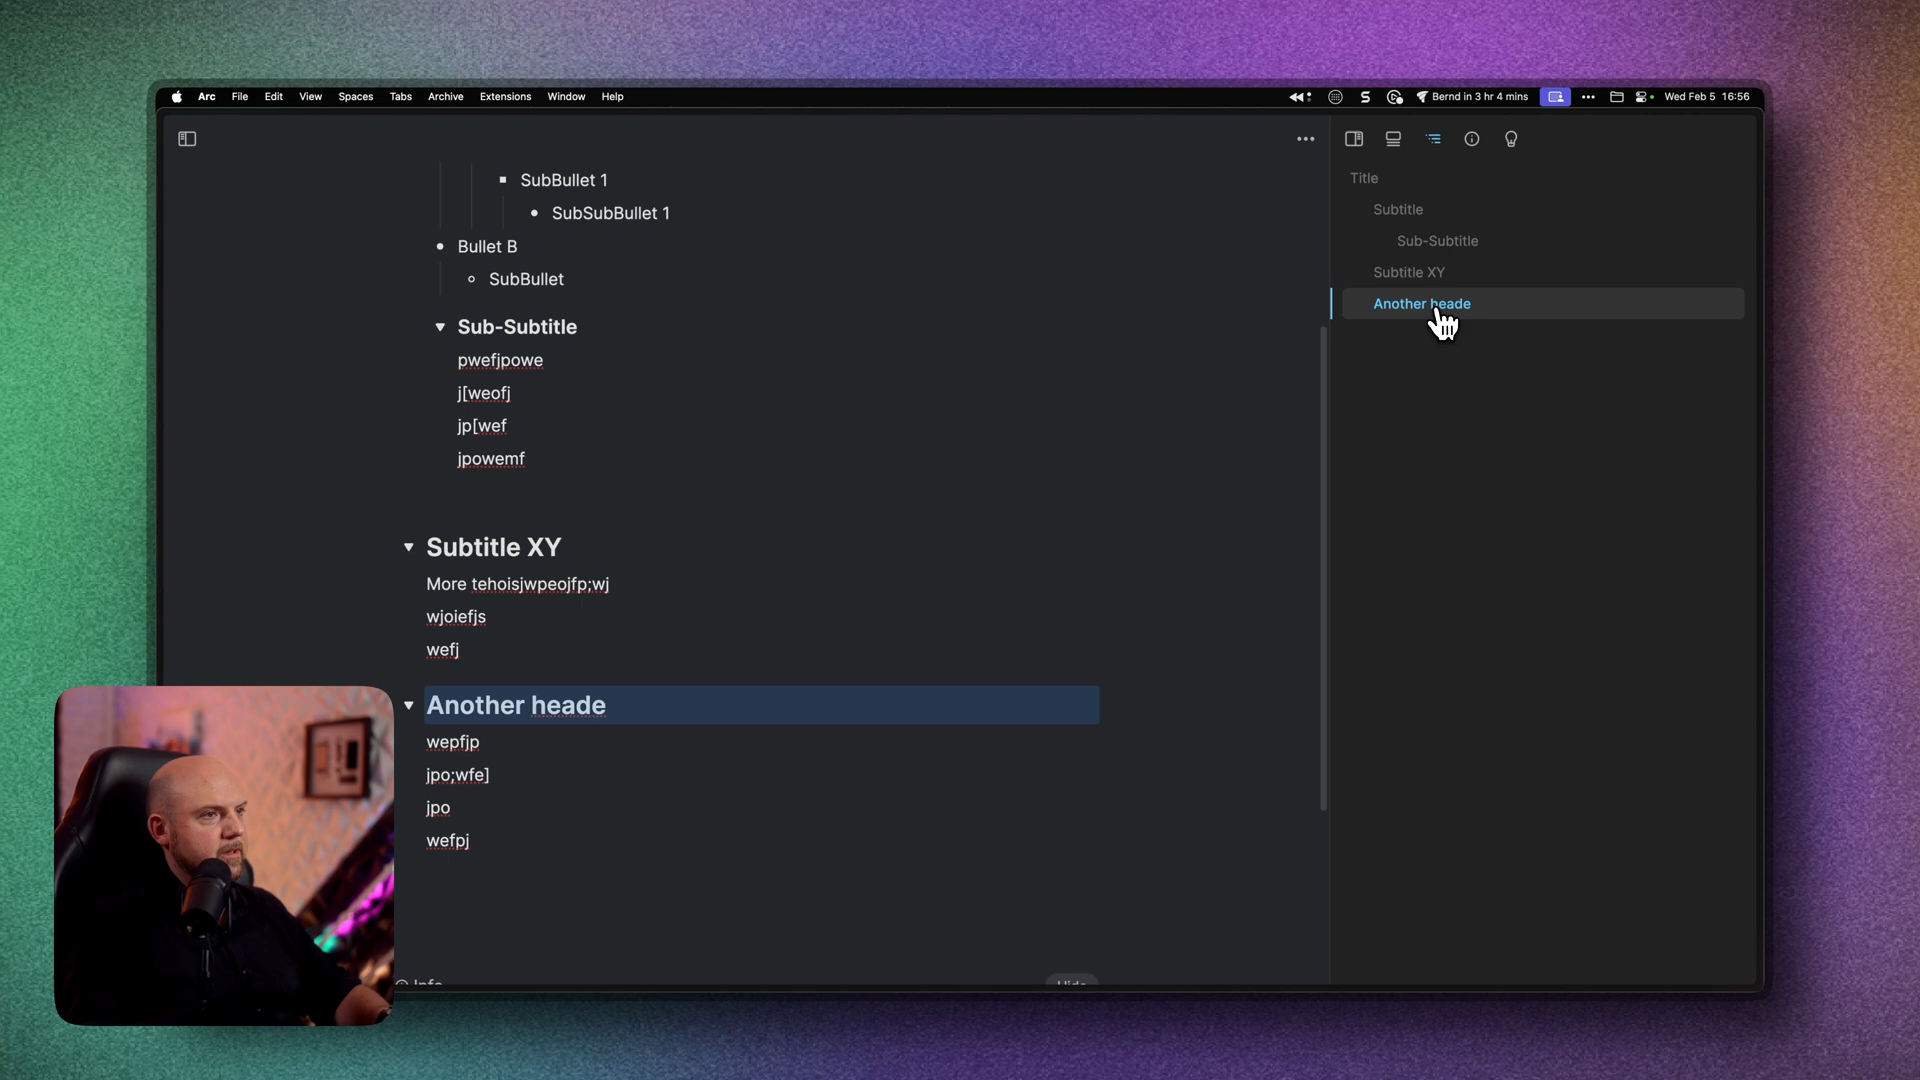 Arc File Edit View Spaces Tabs Archive Extensions Window Help
Bernd in 3 hr 4 mins
Wed Feb 5 16:56
SubBullet 1
SubSubBullet 1
Bullet B
SubBullet
Sub-Subtitle
pwefjpowe
j[weofj
jp[wef
jpowemf
Subtitle XY
More tehoisjwpeojfp;wj
wjoiefjs
wefj
Another heade
wepfjp
jpo;wfe]
jpo
wefpj
Info
Hide
Title
Subtitle
Sub-Subtitle
Subtitle XY
Another heade